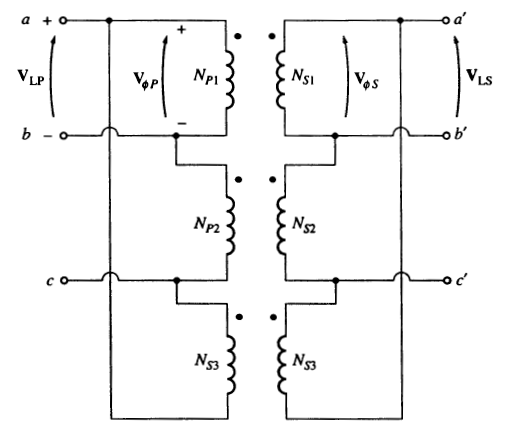 a + + a′
V_LP V_ϕP N_P1 N_S1 V_ϕS V_LS
b − − b′
N_P2 N_S2
c c′
N_S3 N_S3